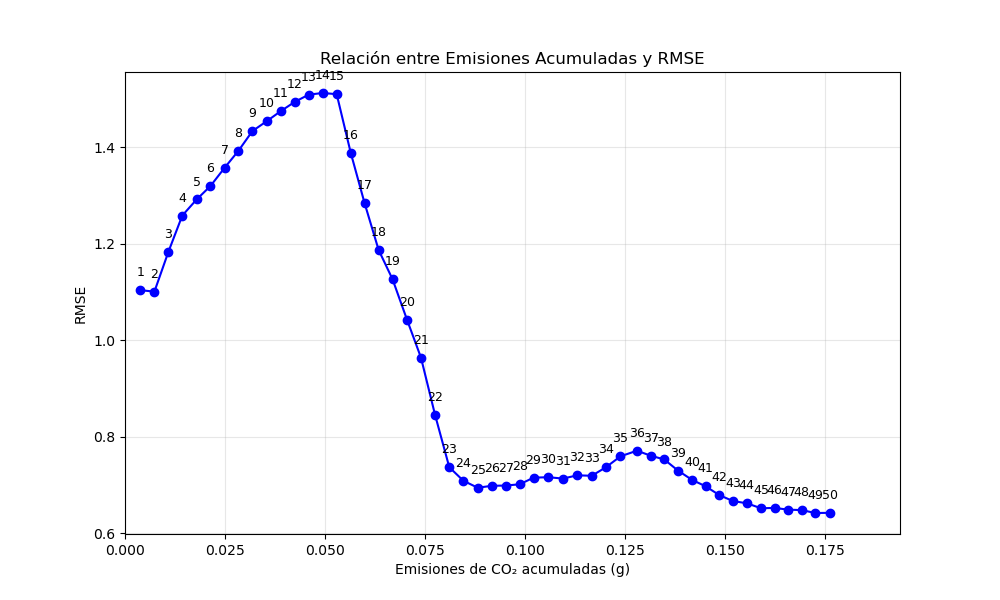 Relación entre Emisiones Acumuladas y RMSE
RMSE
1.4
1.2
1.0
0.8
0.6
1 2 3 4 5 6 7 8 9 10 11 12 13 14 15 16 17 18 19 20 21 22 23 24 25 26 27 28 29 30 31 32 33 34 35 36 37 38 39 40 41 42 43 44 45 46 47 48 49 50
0.000 0.025 0.050 0.075 0.100 0.125 0.150 0.175
Emisiones de CO₂ acumuladas (g)